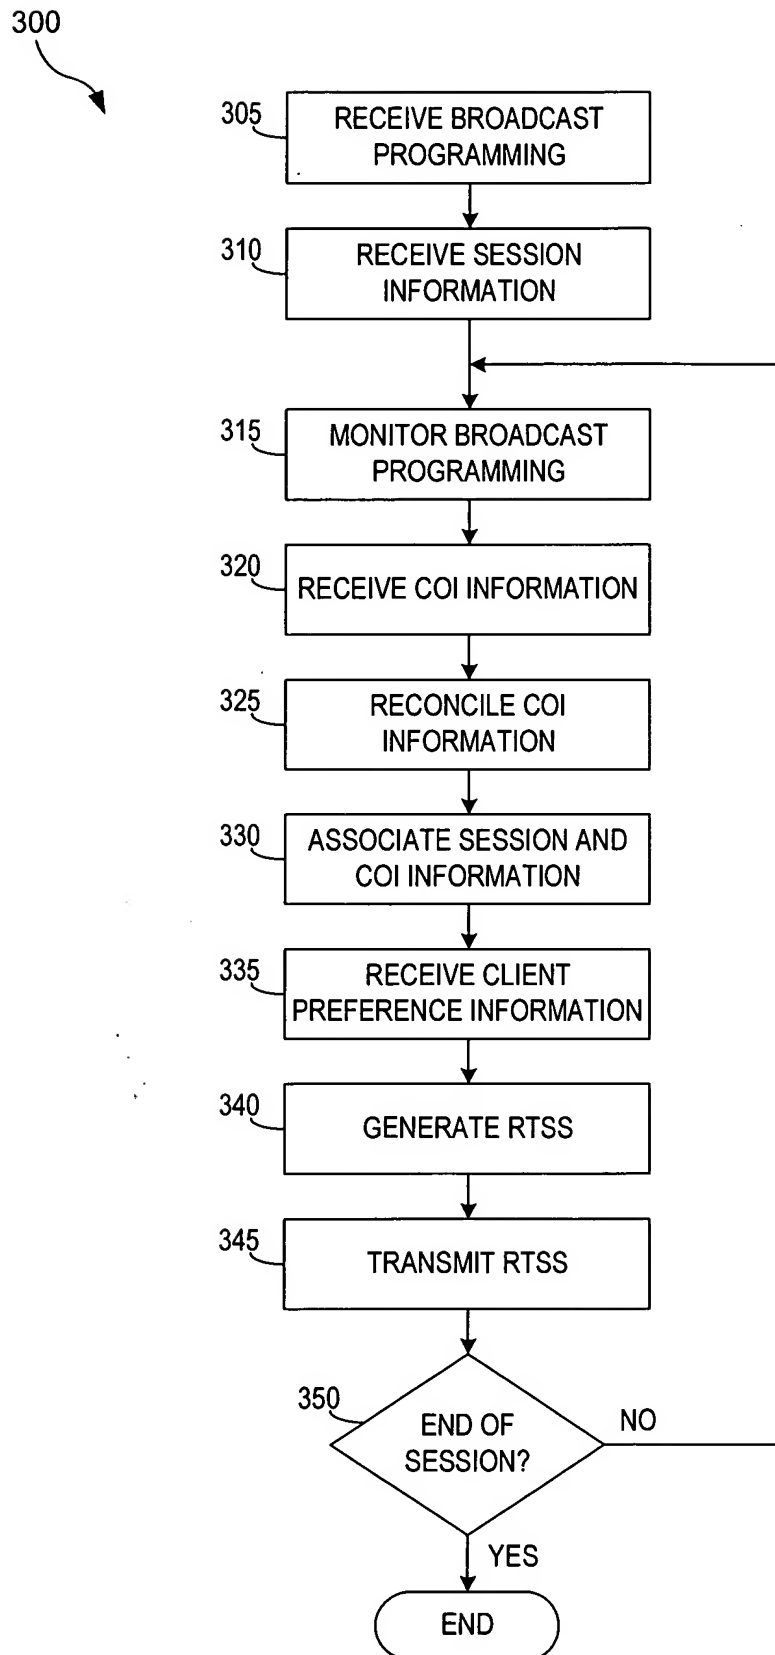 300
305
RECEIVE BROADCAST
PROGRAMMING
310
RECEIVE SESSION
INFORMATION
315
MONITOR BROADCAST
PROGRAMMING
320
RECEIVE COI INFORMATION
325
RECONCILE COI
INFORMATION
330
ASSOCIATE SESSION AND
COI INFORMATION
335
RECEIVE CLIENT
PREFERENCE INFORMATION
340
GENERATE RTSS
345
TRANSMIT RTSS
350
END OF
SESSION?
NO
YES
END